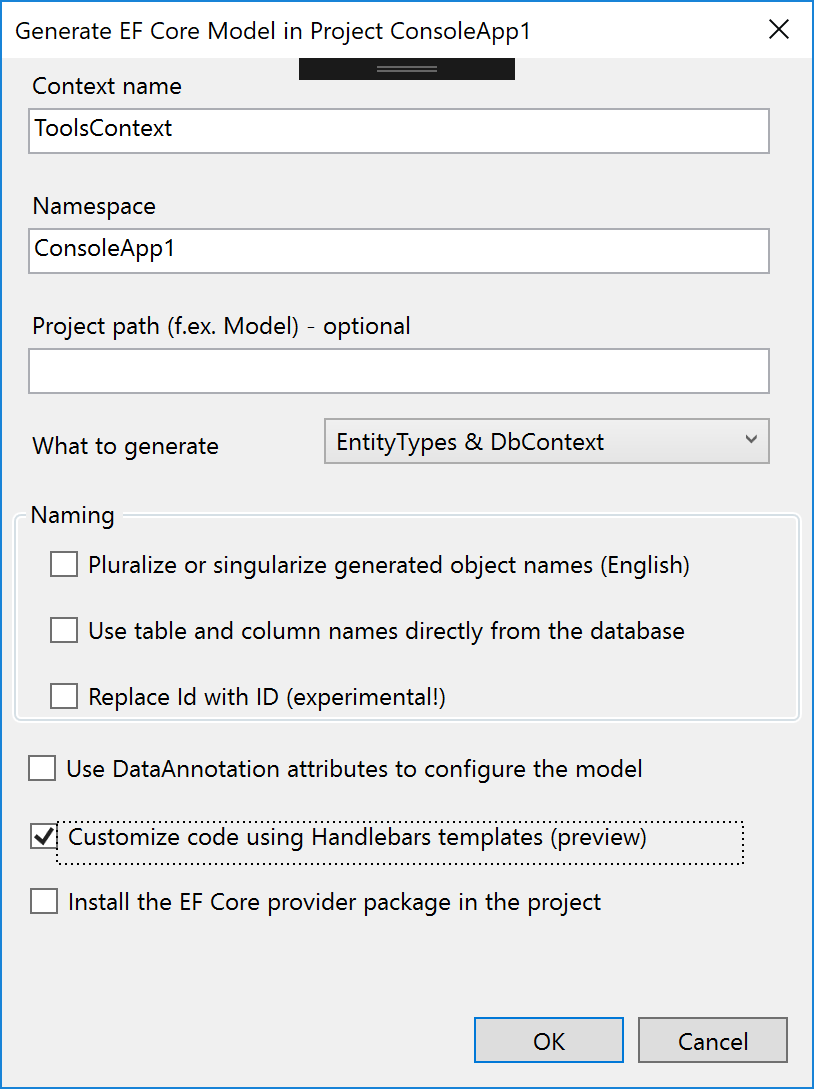 Generate EF Core Model in Project ConsoleApp1
Context name
ToolsContext
Namespace
ConsoleApp1
Project path (f.ex. Model) - optional
What to generate
EntityTypes & DbContext
Naming
Pluralize or singularize generated object names (English)
Use table and column names directly from the database
Replace Id with ID (experimental!)
Use DataAnnotation attributes to configure the model
Customize code using Handlebars templates (preview)
Install the EF Core provider package in the project
OK
Cancel